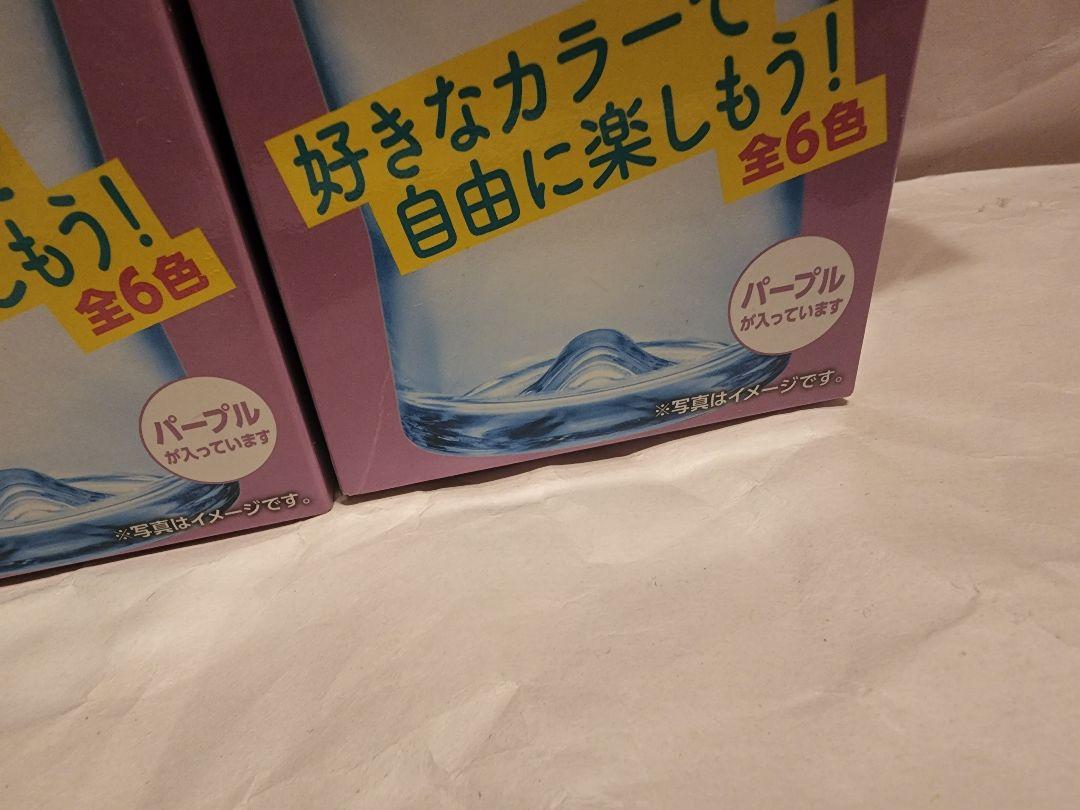 好きなカラーで
自由に楽しもう!
全6色
パープル
が入っています
※写真はイメージです。
しもう!
全6色
パープル
が入っています
※写真はイメージです。